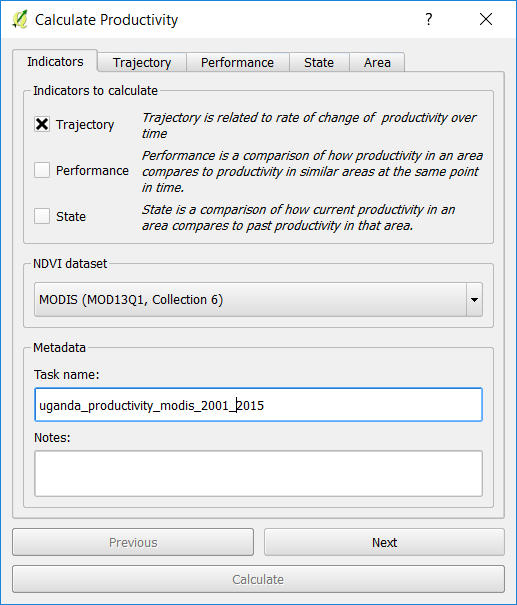 Calculate Productivity
?
Indicators
Trajectory
Performance
State
Area
Indicators to calculate
Trajectory
Trajectory is related to rate of change of productivity over
time
Performance
Performance is a comparison of how productivity in an area
compares to productivity in similar areas at the same point
in time.
State
State is a comparison of how current productivity in an
area compares to past productivity in that area.
NDVI dataset
MODIS (MOD13Q1, Collection 6)
Metadata
Task name:
uganda_productivity_modis_2001_2015
Notes:
Previous
Next
Calculate